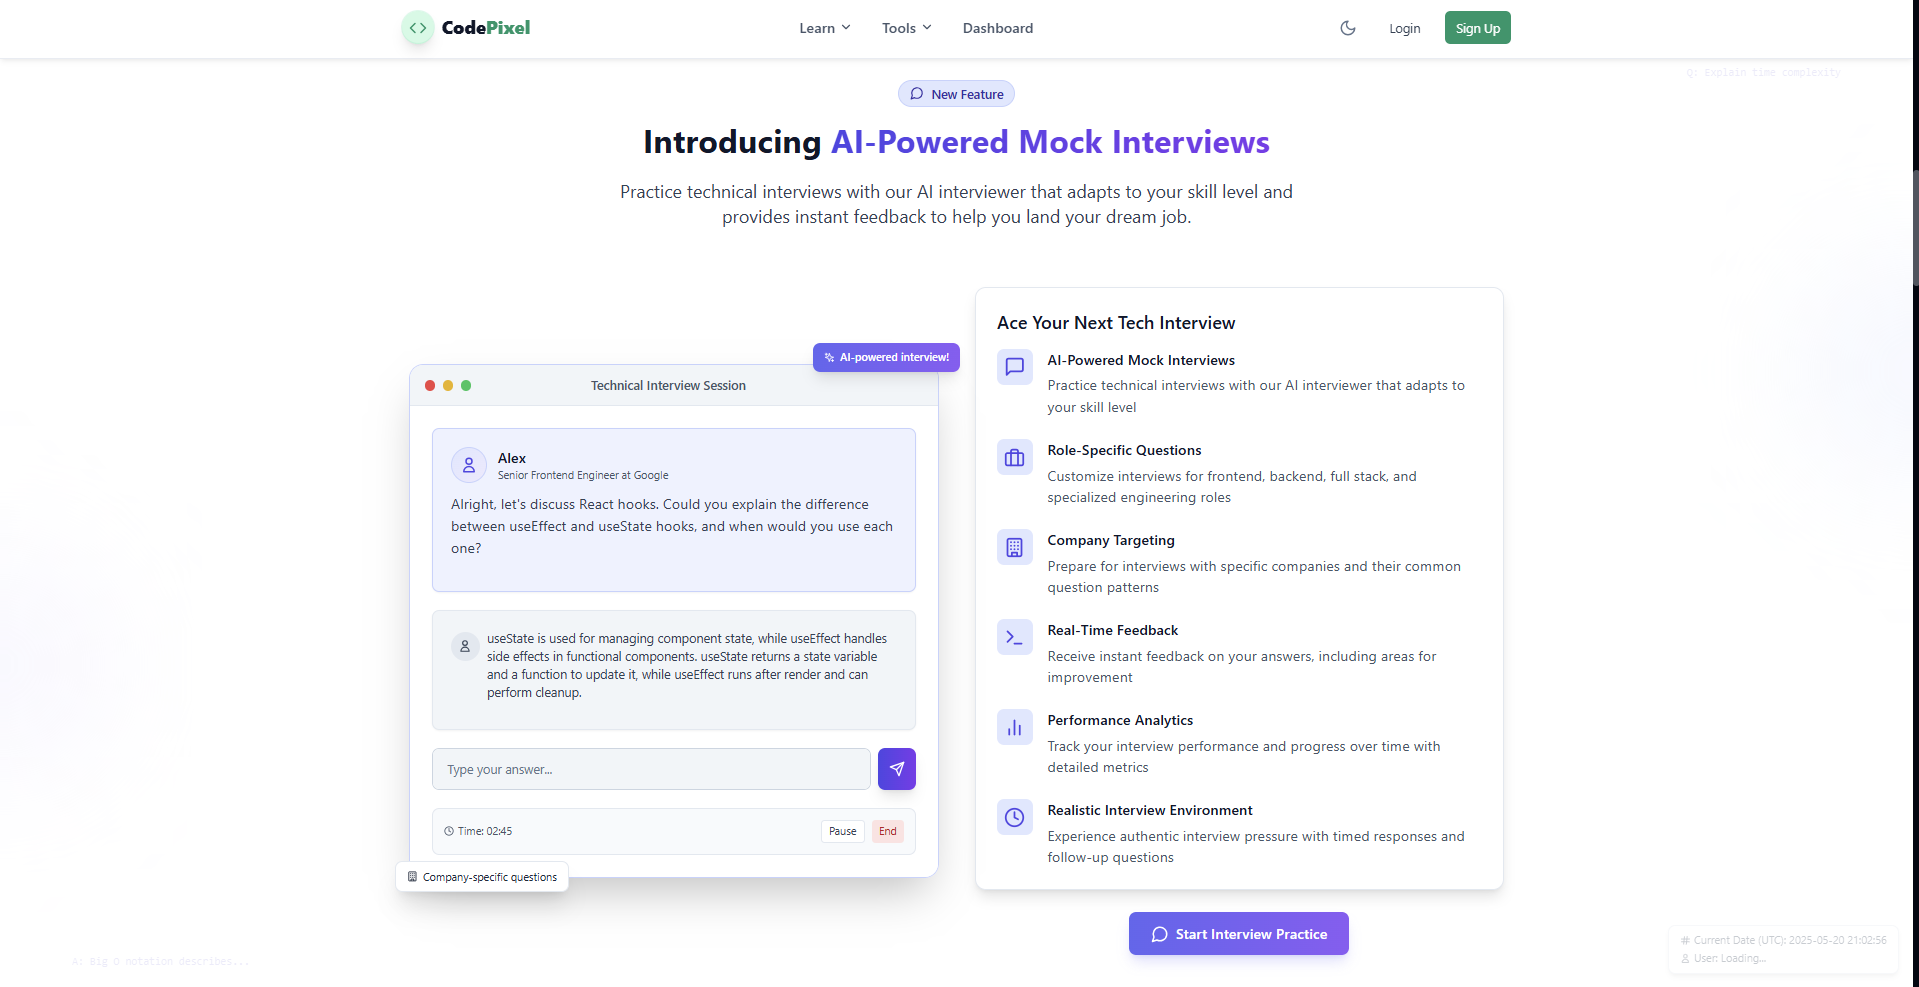 CodePixel
Learn
Tools
Dashboard
Login
Sign Up
Q: Explain time complexity
New Feature
Introducing AI-Powered Mock Interviews
Practice technical interviews with our AI interviewer that adapts to your skill level and
provides instant feedback to help you land your dream job.
AI-powered interview!
Technical Interview Session
Alex
Senior Frontend Engineer at Google
Alright, let's discuss React hooks. Could you explain the difference
between useEffect and useState hooks, and when would you use each
one?
useState is used for managing component state, while useEffect handles
side effects in functional components. useState returns a state variable
and a function to update it, while useEffect runs after render and can
perform cleanup.
Type your answer...
Time: 02:45
Pause
End
Company-specific questions
Ace Your Next Tech Interview
AI-Powered Mock Interviews
Practice technical interviews with our AI interviewer that adapts to
your skill level
Role-Specific Questions
Customize interviews for frontend, backend, full stack, and
specialized engineering roles
Company Targeting
Prepare for interviews with specific companies and their common
question patterns
Real-Time Feedback
Receive instant feedback on your answers, including areas for
improvement
Performance Analytics
Track your interview performance and progress over time with
detailed metrics
Realistic Interview Environment
Experience authentic interview pressure with timed responses and
follow-up questions
Start Interview Practice
A: Big O notation describes...
Current Date (UTC): 2025-05-20 21:02:56
User: Loading...